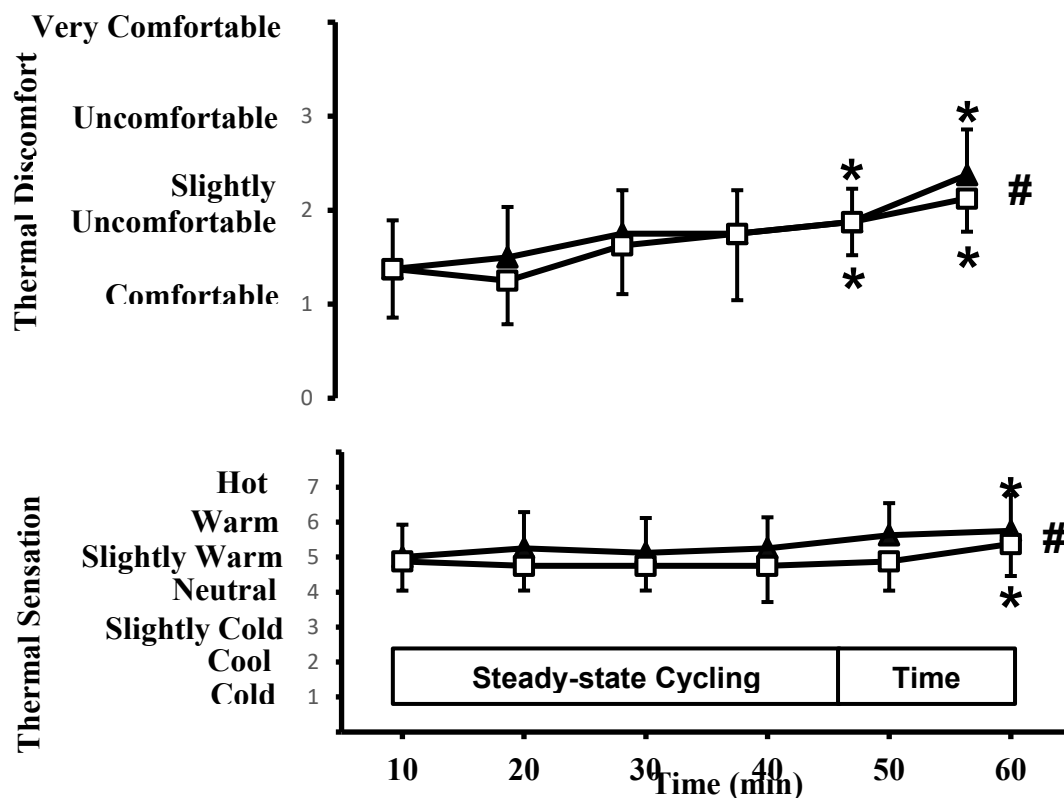 Thermal Discomfort
Very Comfortable
Uncomfortable
Slightly
Uncomfortable
Comfortable
3
2
1
0
*
*
*
*
#
Thermal Sensation
Hot
Warm
Slightly Warm
Neutral
Slightly Cold
Cool
Cold
7
6
5
4
3
2
1
*
*
#
Steady-state Cycling
Time
10 20 30 40 50 60
Time (min)